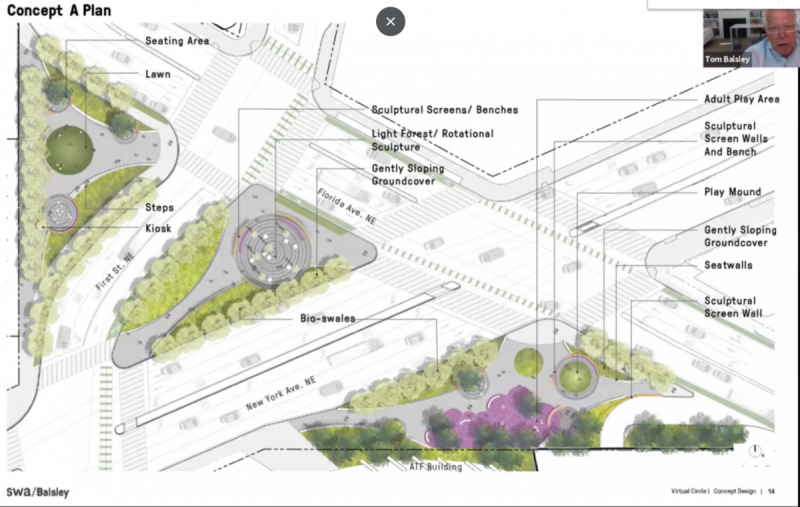 Concept A Plan
Tom Balsley
Seating Area
Lawn
Steps
Kiosk
First St. NE
Sculptural Screens/ Benches
Light Forest/ Rotational
Sculpture
Gently Sloping
Groundcover
Florida Ave. NE
Bio-swales
New York Ave. NE
Adult Play Area
Sculptural
Screen Walls
And Bench
Play Mound
Gently Sloping
Groundcover
Seatwalls
Sculptural
Screen Wall
ATF Building
swa/Balsley
Virtual Circle | Concept Design | 14